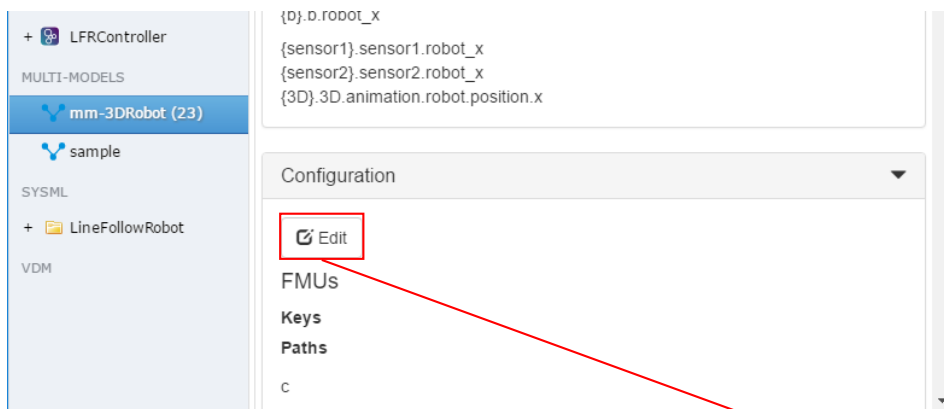 + LFRController
MULTI-MODELS
mm-3DRobot (23)
sample
SYSML
+ LineFollowRobot
VDM
{b}.b.robot_x
{sensor1}.sensor1.robot_x
{sensor2}.sensor2.robot_x
{3D}.3D.animation.robot.position.x
Configuration
Edit
FMUs
Keys
Paths
c